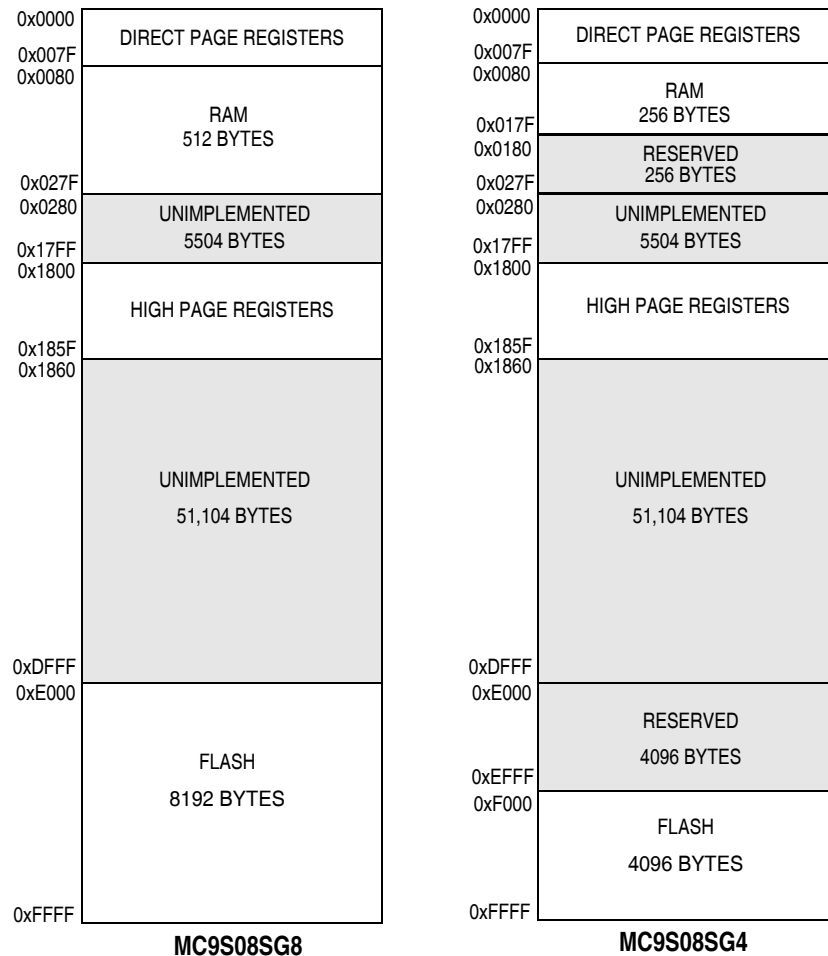 0x0000
DIRECT PAGE REGISTERS
0x007F
0x0080
RAM
512 BYTES
0x027F
0x0280
UNIMPLEMENTED
5504 BYTES
0x17FF
0x1800
HIGH PAGE REGISTERS
0x185F
0x1860
UNIMPLEMENTED
51,104 BYTES
0xDFFF
0xE000
FLASH
8192 BYTES
0xFFFF
MC9S08SG8
0x0000
DIRECT PAGE REGISTERS
0x007F
0x0080
RAM
256 BYTES
0x017F
0x0180
RESERVED
256 BYTES
0x027F
0x0280
UNIMPLEMENTED
5504 BYTES
0x17FF
0x1800
HIGH PAGE REGISTERS
0x185F
0x1860
UNIMPLEMENTED
51,104 BYTES
0xDFFF
0xE000
RESERVED
4096 BYTES
0xEFFF
0xF000
FLASH
4096 BYTES
0xFFFF
MC9S08SG4